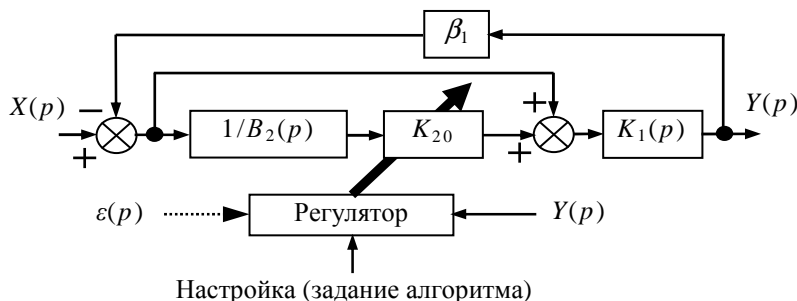 β₁
X(p) − + 1/B₂(p) K₂₀ + + K₁(p) Y(p)
ε(p) Регулятор Y(p)
Настройка (задание алгоритма)